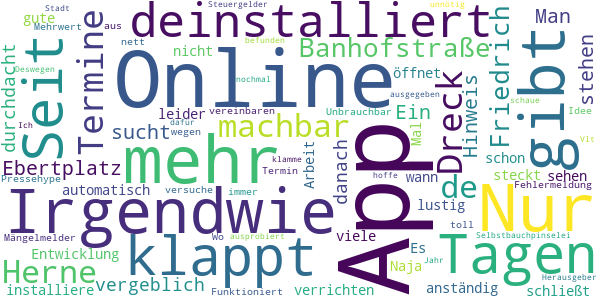 Stadt
Steuergelder
unnötig
aus
gute
Mehrwert
deinstalliert
Man
Banhofstraße
Friedrich
Seit
Termine
befunden
nett
nicht
durchdacht
Online
gibt
stehen
öffnet
Deswegen
nochmal
ausgegeben
schaue
Idee
Hinweis
Dreck
leider
vereinbaren
Unbrauchbar
Ein
Vlt
Ich
dafür
sucht
wegen
machbar
Mal
App
mehr
Ebertplatz
klamme
Arbeit
danach
schon
Pressehype
Termin
wann
de
steckt
sehen
automatisch
versuche
immer
hoffe
Fehlermeldung
Irgendwie
lustig
Nur
toll
Mängelmelder
Wo
ausprobiert
viele
Es
Selbstbauchpinselei
klappt
Tagen
Entwicklung
Herne
Naja
Jahr
Herausgeber
vergeblich
anständig
installiere
Funktioniert
verrichten
schließt